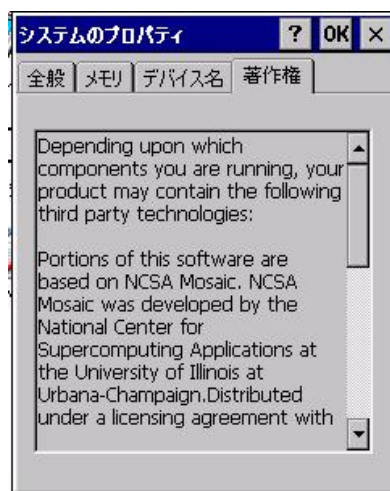 システムのプロパティ ? OK ×
全般 メモリ デバイス名 著作権
Depending upon which
components you are running, your
product may contain the following
third party technologies:
Portions of this software are
based on NCSA Mosaic. NCSA
Mosaic was developed by the
National Center for
Supercomputing Applications at
the University of Illinois at
Urbana-Champaign.Distributed
under a licensing agreement with